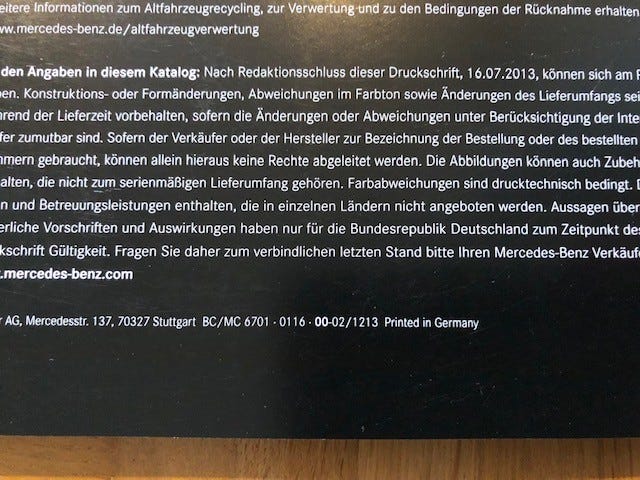 eitere Informationen zum Altfahrzeugrecycling, zur Verwertung und zu den Bedingungen der Rücknahme erhalten
ww.mercedes-benz.de/altfahrzeugverwertung
den Angaben in diesem Katalog: Nach Redaktionsschluss dieser Druckschrift, 16.07.2013, können sich am P
ben. Konstruktions- oder Formänderungen, Abweichungen im Farbton sowie Änderungen des Lieferumfangs sei
hrend der Lieferzeit vorbehalten, sofern die Änderungen oder Abweichungen unter Berücksichtigung der Inte
fer zumutbar sind. Sofern der Verkäufer oder der Hersteller zur Bezeichnung der Bestellung oder des bestellten
mmern gebraucht, können allein hieraus keine Rechte abgeleitet werden. Die Abbildungen können auch Zubeh
alten, die nicht zum serienmäßigen Lieferumfang gehören. Farbabweichungen sind drucktechnisch bedingt. D
en und Betreuungsleistungen enthalten, die in einzelnen Ländern nicht angeboten werden. Aussagen über
erliche Vorschriften und Auswirkungen haben nur für die Bundesrepublik Deutschland zum Zeitpunkt des
kschrift Gültigkeit. Fragen Sie daher zum verbindlichen letzten Stand bitte Ihren Mercedes-Benz Verkäufe
.mercedes-benz.com
r AG, Mercedesstr. 137, 70327 Stuttgart BC/MC 6701 · 0116 · 00-02/1213 Printed in Germany